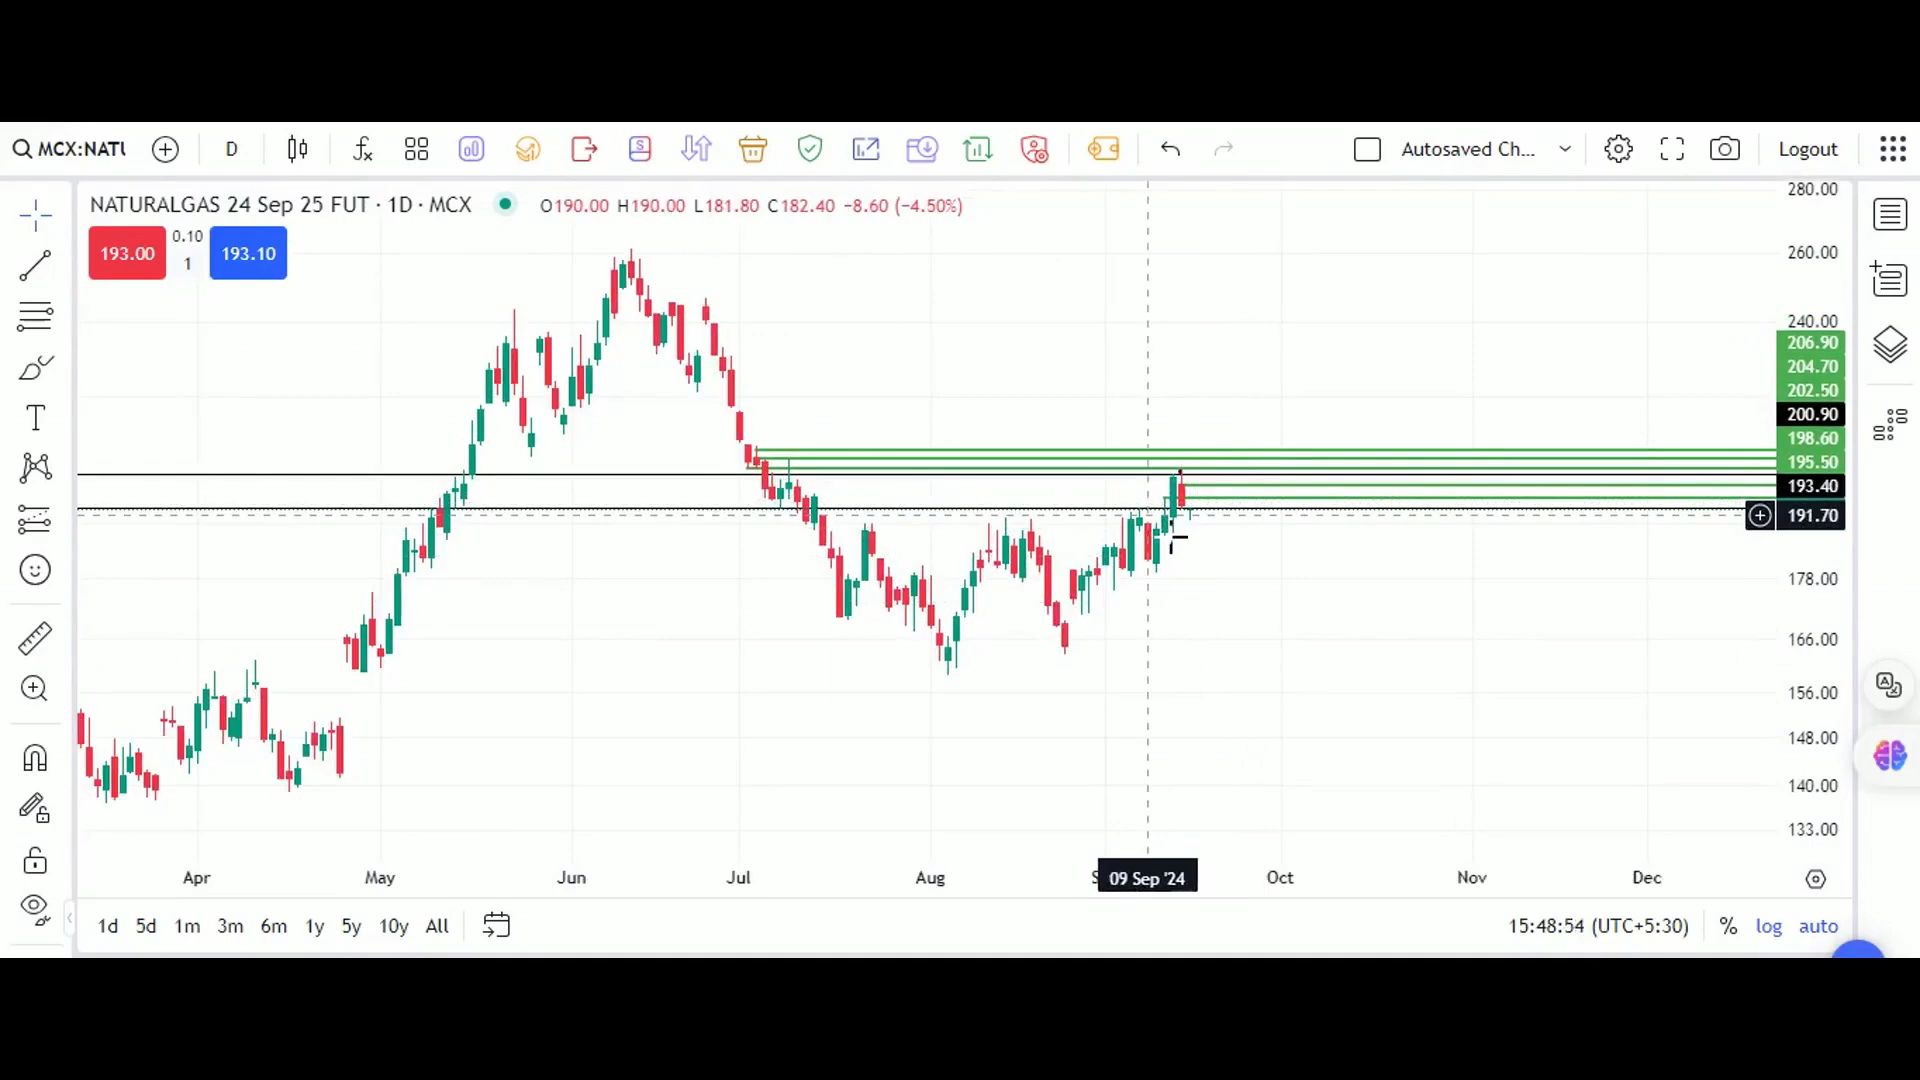 MCX:NATU
D
Autosaved Ch...
Logout
NATURALGAS 24 Sep 25 FUT · 1D · MCX
O190.00 H190.00 L181.80 C182.40 −8.60 (−4.50%)
193.00
0.10
1
193.10
280.00
260.00
240.00
206.90
204.70
202.50
200.90
198.60
195.50
193.40
191.70
178.00
166.00
156.00
148.00
140.00
133.00
Apr
May
Jun
Jul
Aug
S
09 Sep '24
Oct
Nov
Dec
1d
5d
1m
3m
6m
1y
5y
10y
All
15:48:54 (UTC+5:30)
%
log
auto